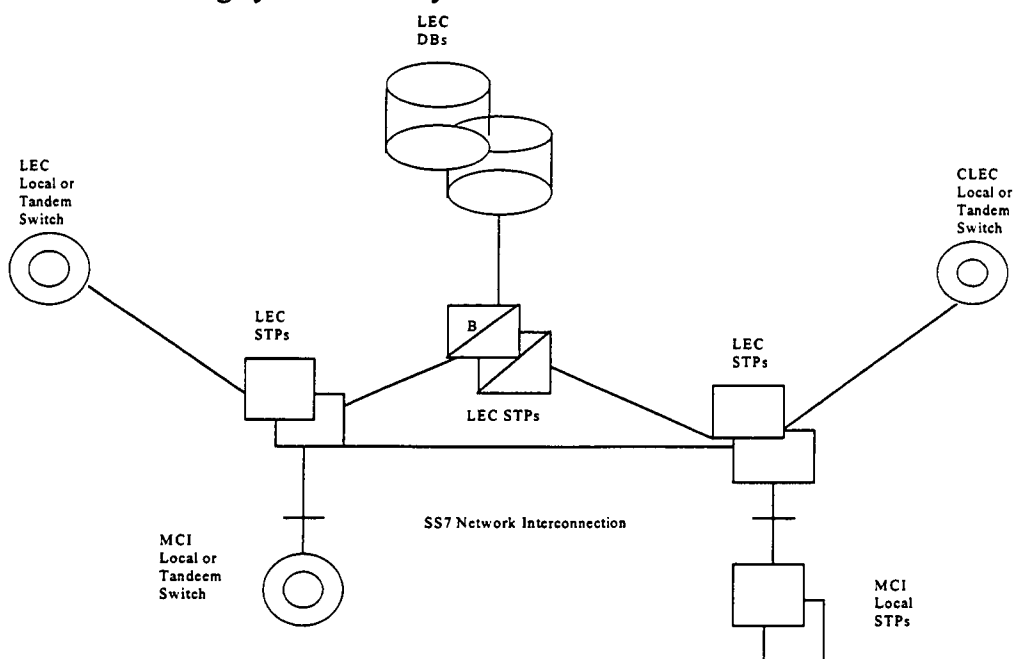 LEC
DBs
LEC
Local or
Tandem
Switch
CLEC
Local or
Tandem
Switch
LEC
STPs
B
LEC
STPs
LEC STPs
SS7 Network Interconnection
MCI
Local or
Tandeem
Switch
MCI
Local
STPs